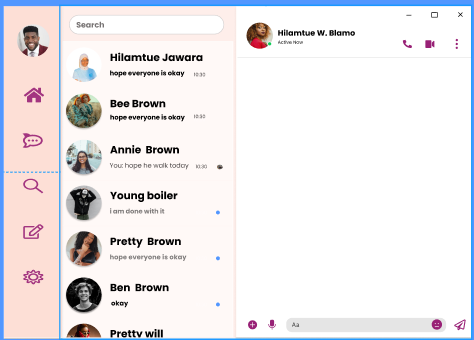 Search
Hilamtue Jawara
hope everyone is okay
10:30
Bee Brown
hope everyone is okay
10:30
Annie Brown
You: hope he walk today
10:30
Young boiler
I am done with it
Pretty Brown
hope everyone is okay
Ben Brown
okay
Pretty will
Hilamtue W. Blamo
Active Now
Aa